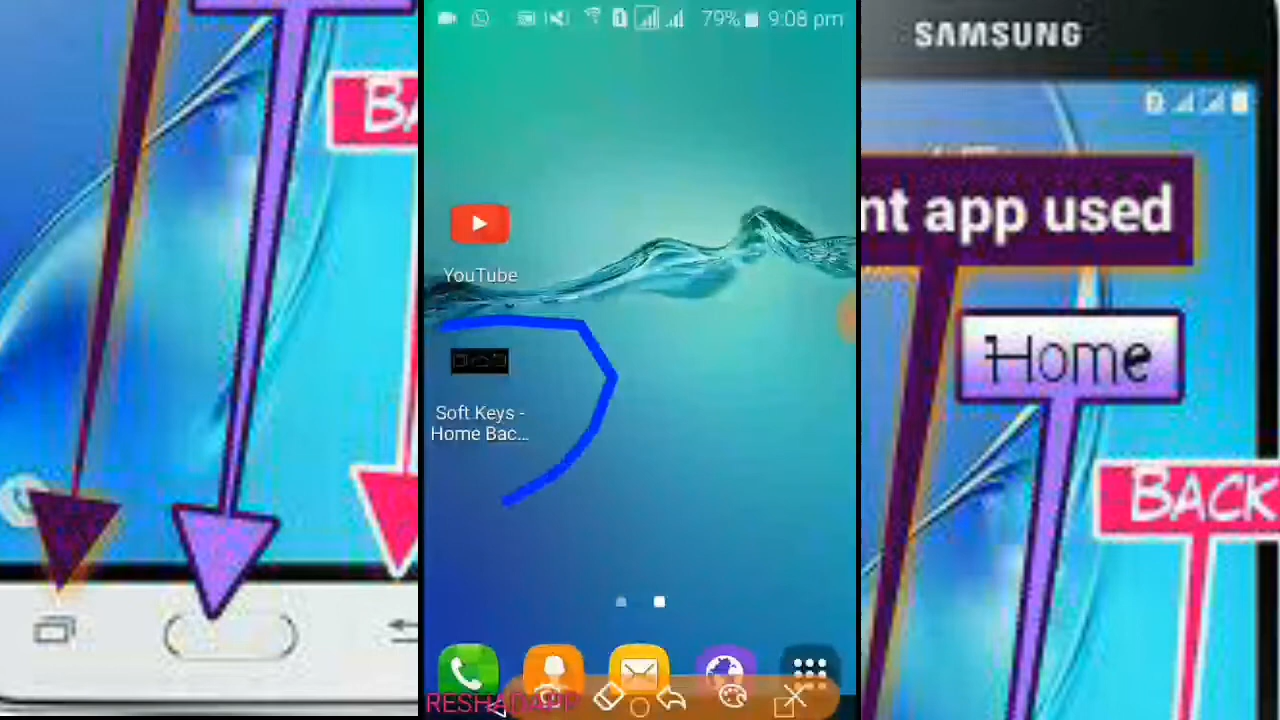 BA
79% 9:08 pm
YouTube
Soft Keys -
Home Bac...
SAMSUNG
nt app used
Home
BACK